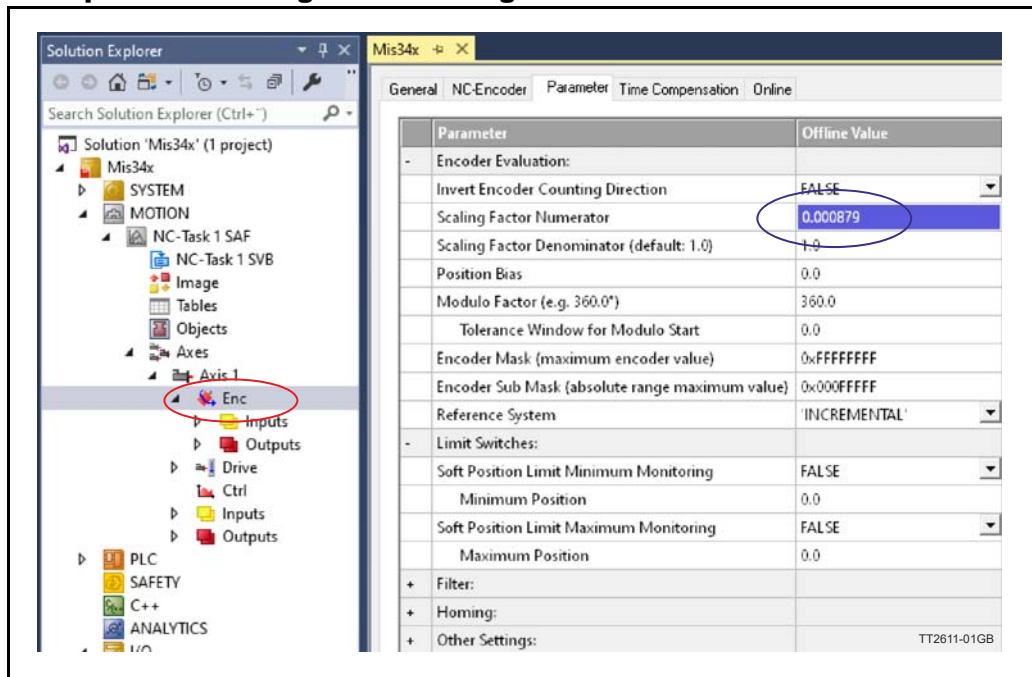 Solution Explorer
Search Solution Explorer (Ctrl+¨)
Solution 'Mis34x' (1 project)
Mis34x
SYSTEM
MOTION
NC-Task 1 SAF
NC-Task 1 SVB
Image
Tables
Objects
Axes
Axis 1
Enc
Inputs
Outputs
Drive
Ctrl
Inputs
Outputs
PLC
SAFETY
C++
ANALYTICS
I/O
Mis34x
General NC-Encoder Parameter Time Compensation Online
Parameter Offline Value
- Encoder Evaluation:
Invert Encoder Counting Direction FALSE
Scaling Factor Numerator 0.000879
Scaling Factor Denominator (default: 1.0) 1.0
Position Bias 0.0
Modulo Factor (e.g. 360.0°) 360.0
Tolerance Window for Modulo Start 0.0
Encoder Mask (maximum encoder value) 0xFFFFFFFF
Encoder Sub Mask (absolute range maximum value) 0x000FFFFF
Reference System 'INCREMENTAL'
- Limit Switches:
Soft Position Limit Minimum Monitoring FALSE
Minimum Position 0.0
Soft Position Limit Maximum Monitoring FALSE
Maximum Position 0.0
+ Filter:
+ Homing:
+ Other Settings:
TT2611-01GB